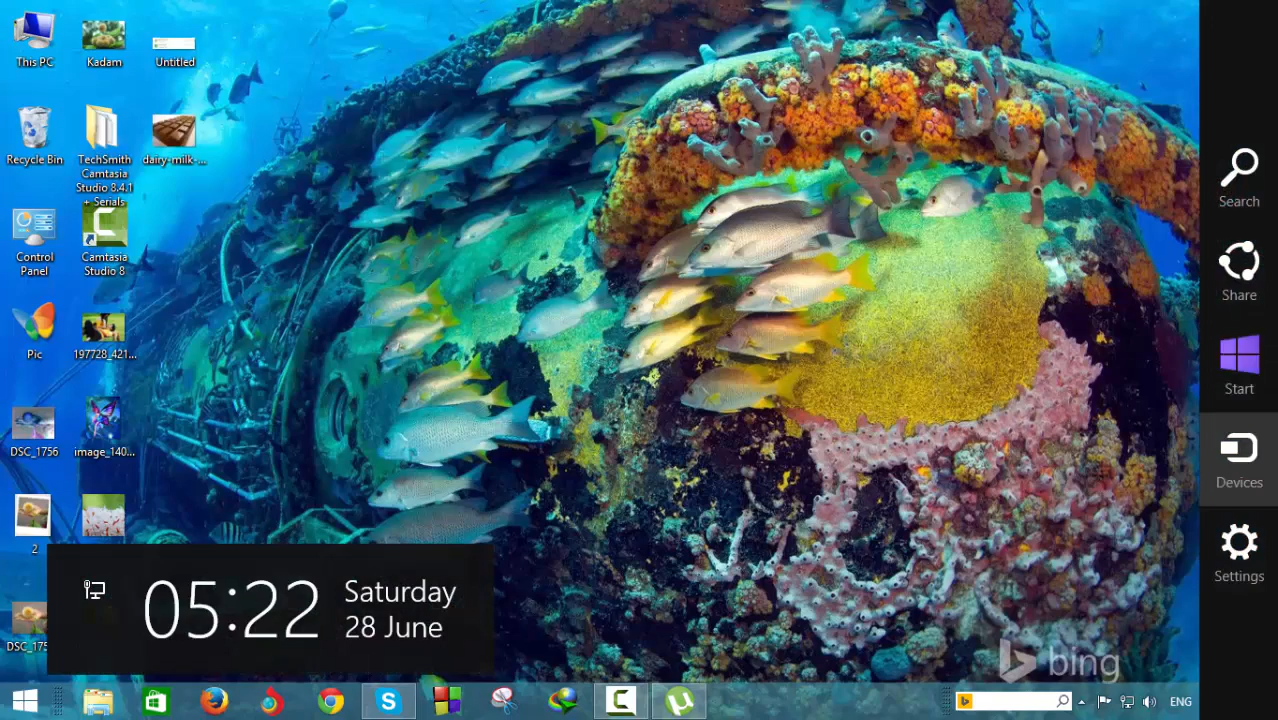 This PC
Kadam
Untitled
Recycle Bin
TechSmith
Camtasia
Studio 8.4.1
+ Serials
dairy-milk-...
Control
Panel
Camtasia
Studio 8
Pic
197728_421...
DSC_1756
image_140...
2
DSC_175
05:22
Saturday
28 June
Search
Share
Start
Devices
Settings
bing
ENG